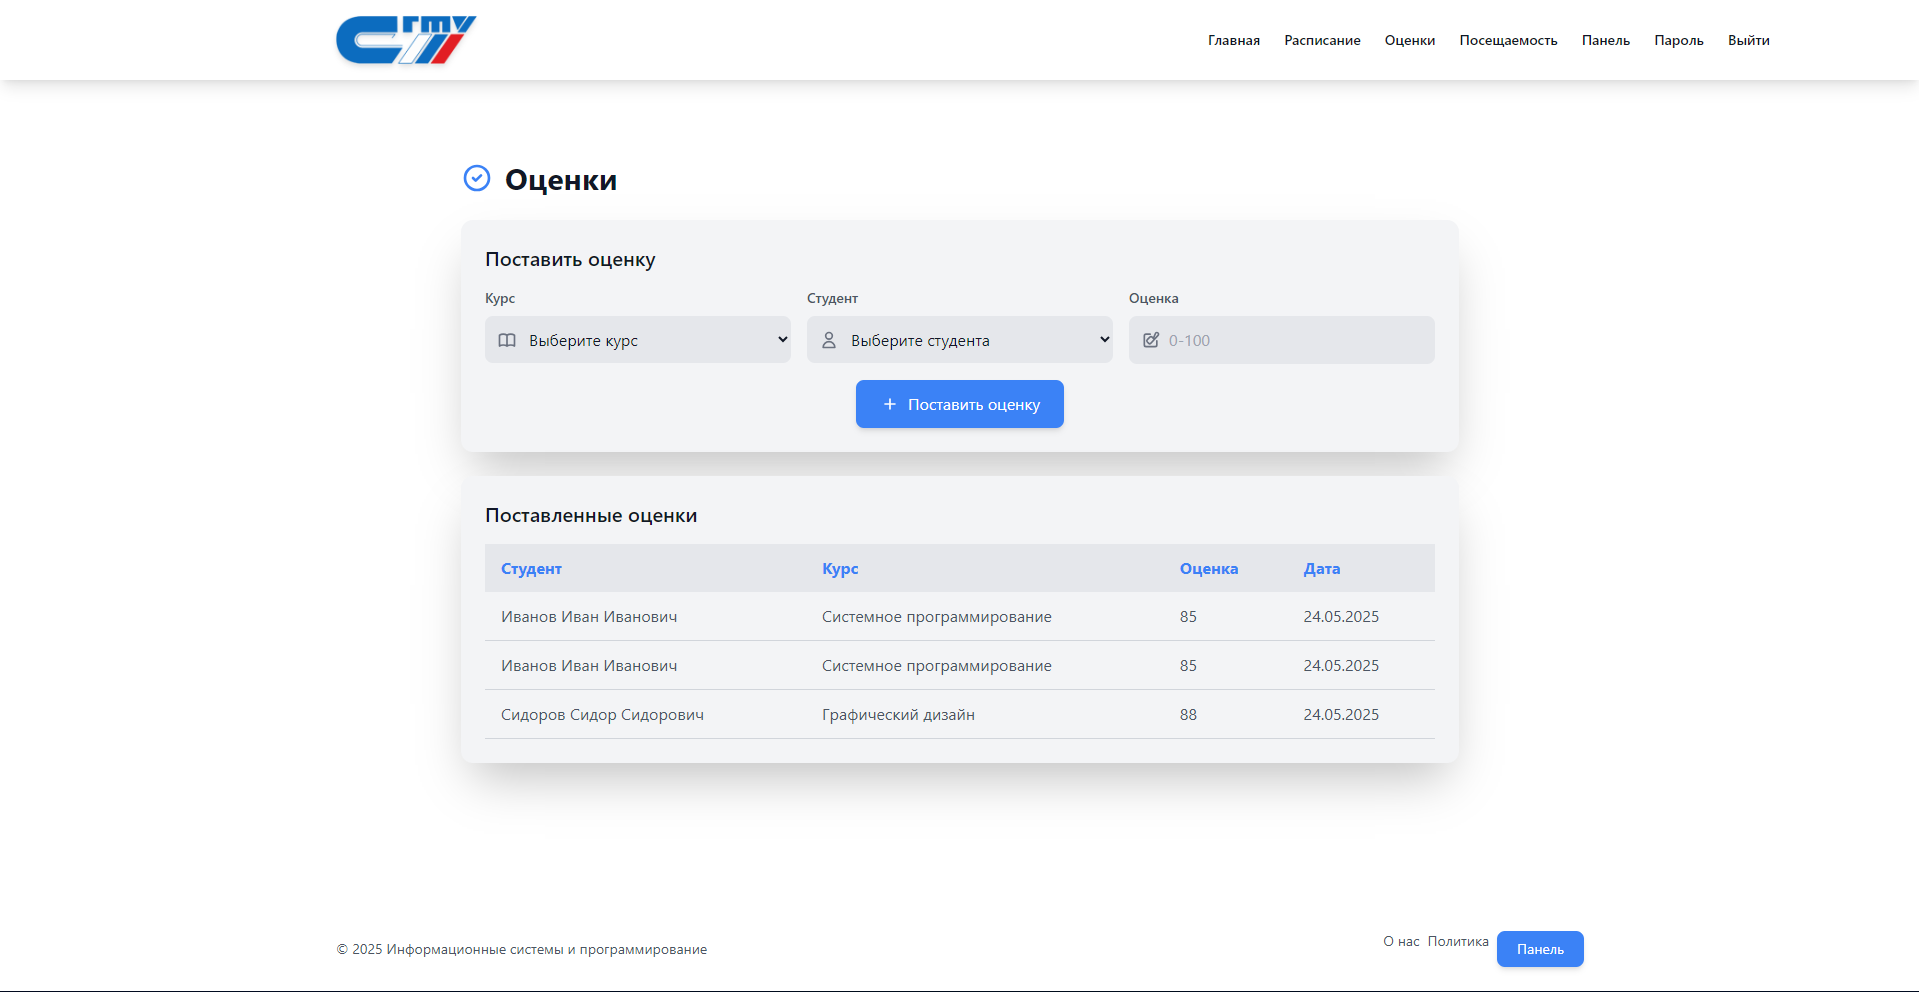 СГТУ
Главная Расписание Оценки Посещаемость Панель Пароль Выйти
Оценки
Поставить оценку
Курс Студент Оценка
Выберите курс Выберите студента 0-100
+ Поставить оценку
Поставленные оценки
Студент Курс Оценка Дата
Иванов Иван Иванович Системное программирование 85 24.05.2025
Иванов Иван Иванович Системное программирование 85 24.05.2025
Сидоров Сидор Сидорович Графический дизайн 88 24.05.2025
© 2025 Информационные системы и программирование О нас Политика Панель